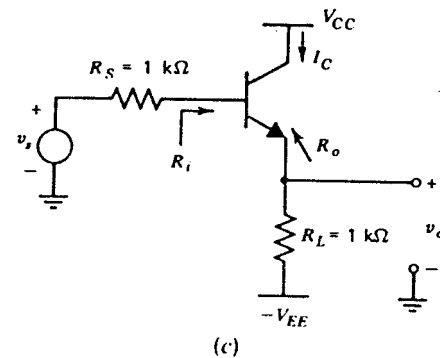 V_CC
I_C
R_S = 1 kΩ
+
v_s
-
R_i
R_o
+
R_L = 1 kΩ
v_o
-
-V_EE
(c)